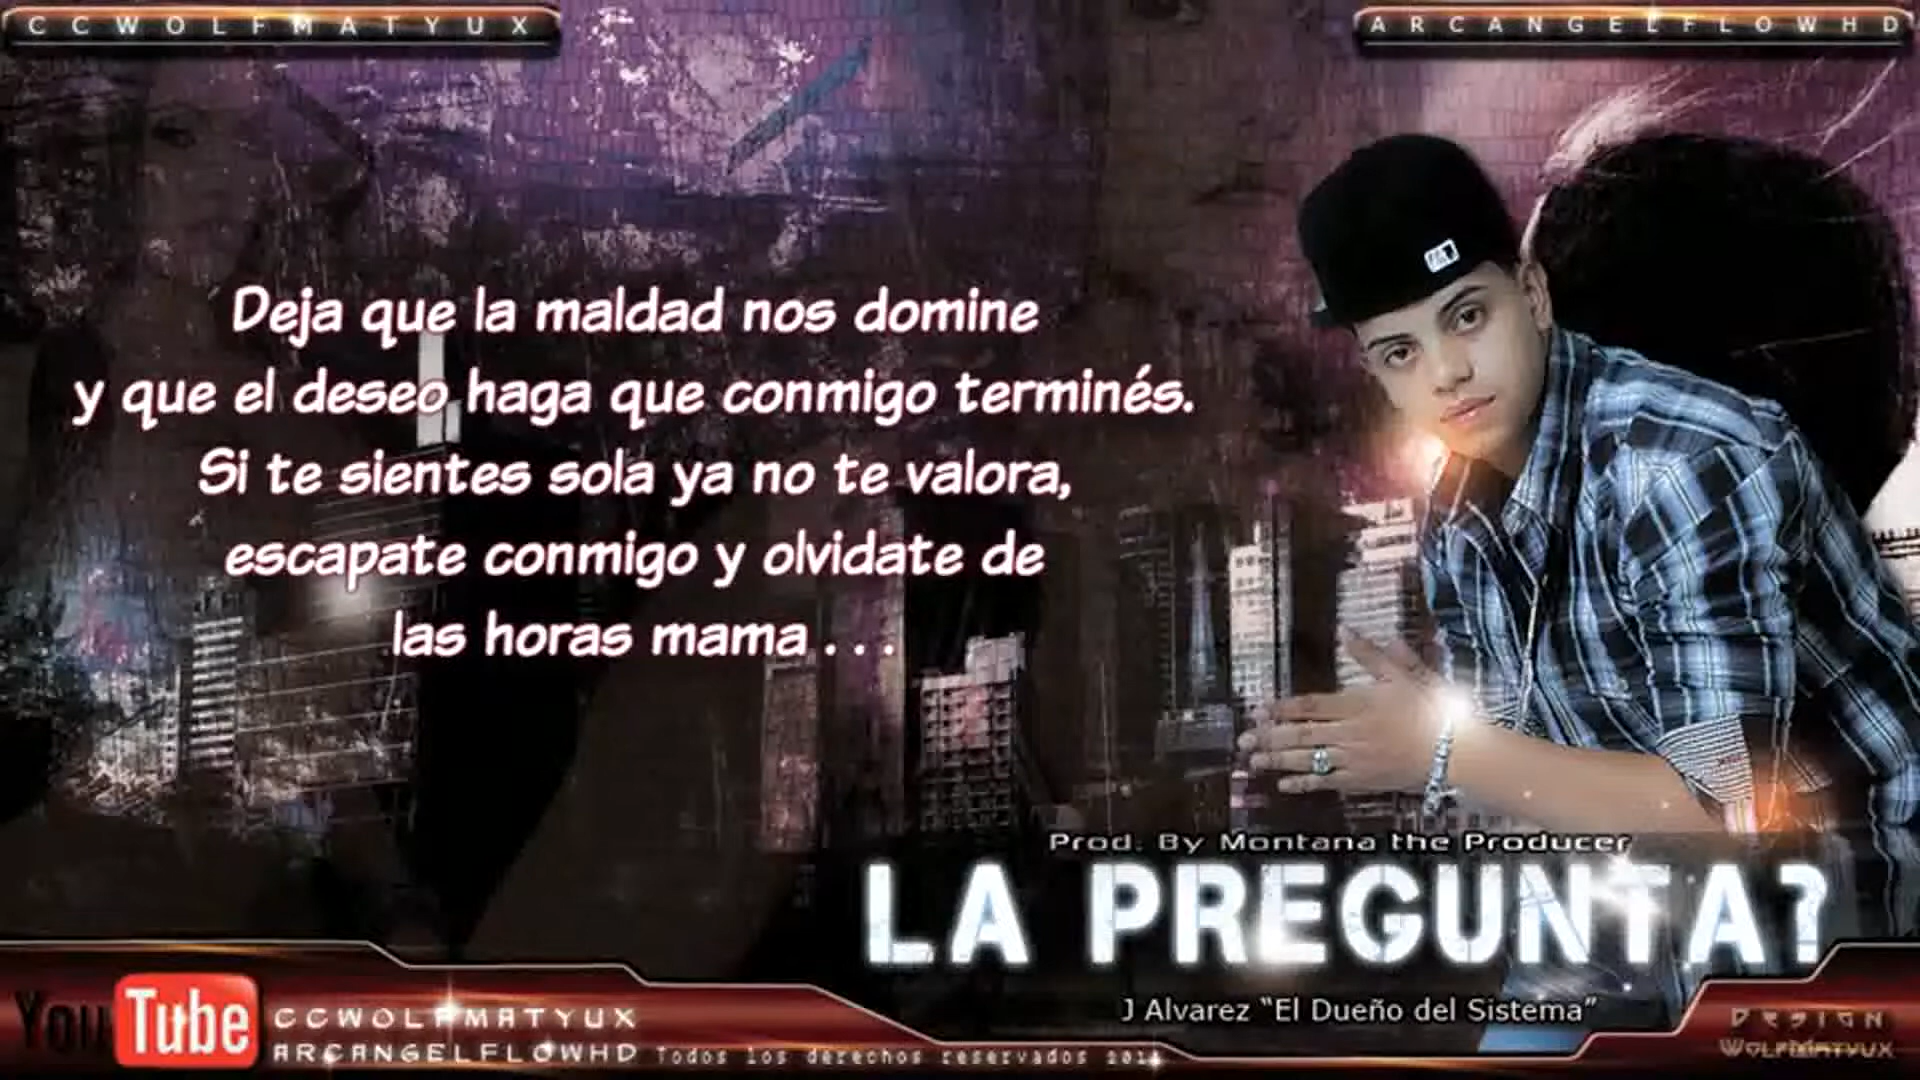 CCWOLFMATYUX
ARCANGELFLOWHD
Deja que la maldad nos domine
y que el deseo haga que conmigo terminés.
Si te sientes sola ya no te valora,
escapate conmigo y olvidate de
las horas mama . . .
Prod. By Montana the Producer
LA PREGUNTA?
J Alvarez “El Dueño del Sistema”
YouTube
CCWOLFMATYUX
ARCANGELFLOWHD
Todos los derechos reservados
DESIGN
WOLFMATYUX